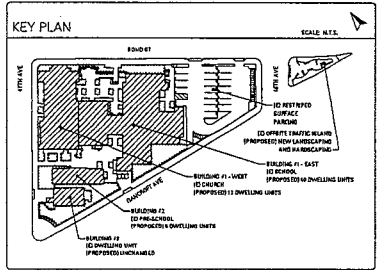 KEY PLAN
SCALE: N.T.S.
BOND ST
47TH AVE
48TH AVE
(E) RESTRIPED
SURFACE
PARKING
(E) OFFSITE TRAFFIC ISLAND
(PROPOSED) NEW LANDSCAPING
AND HARDSCAPING
BUILDING #1 - EAST
(E) SCHOOL
(PROPOSED) 40 DWELLING UNITS
BUILDING #1 - WEST
(E) CHURCH
(PROPOSED) 13 DWELLING UNITS
BANCROFT AVE
BUILDING #2
(E) PRE-SCHOOL
(PROPOSED) 5 DWELLING UNITS
BUILDING #3
(E) DWELLING UNIT
(PROPOSED) UNCHANGED